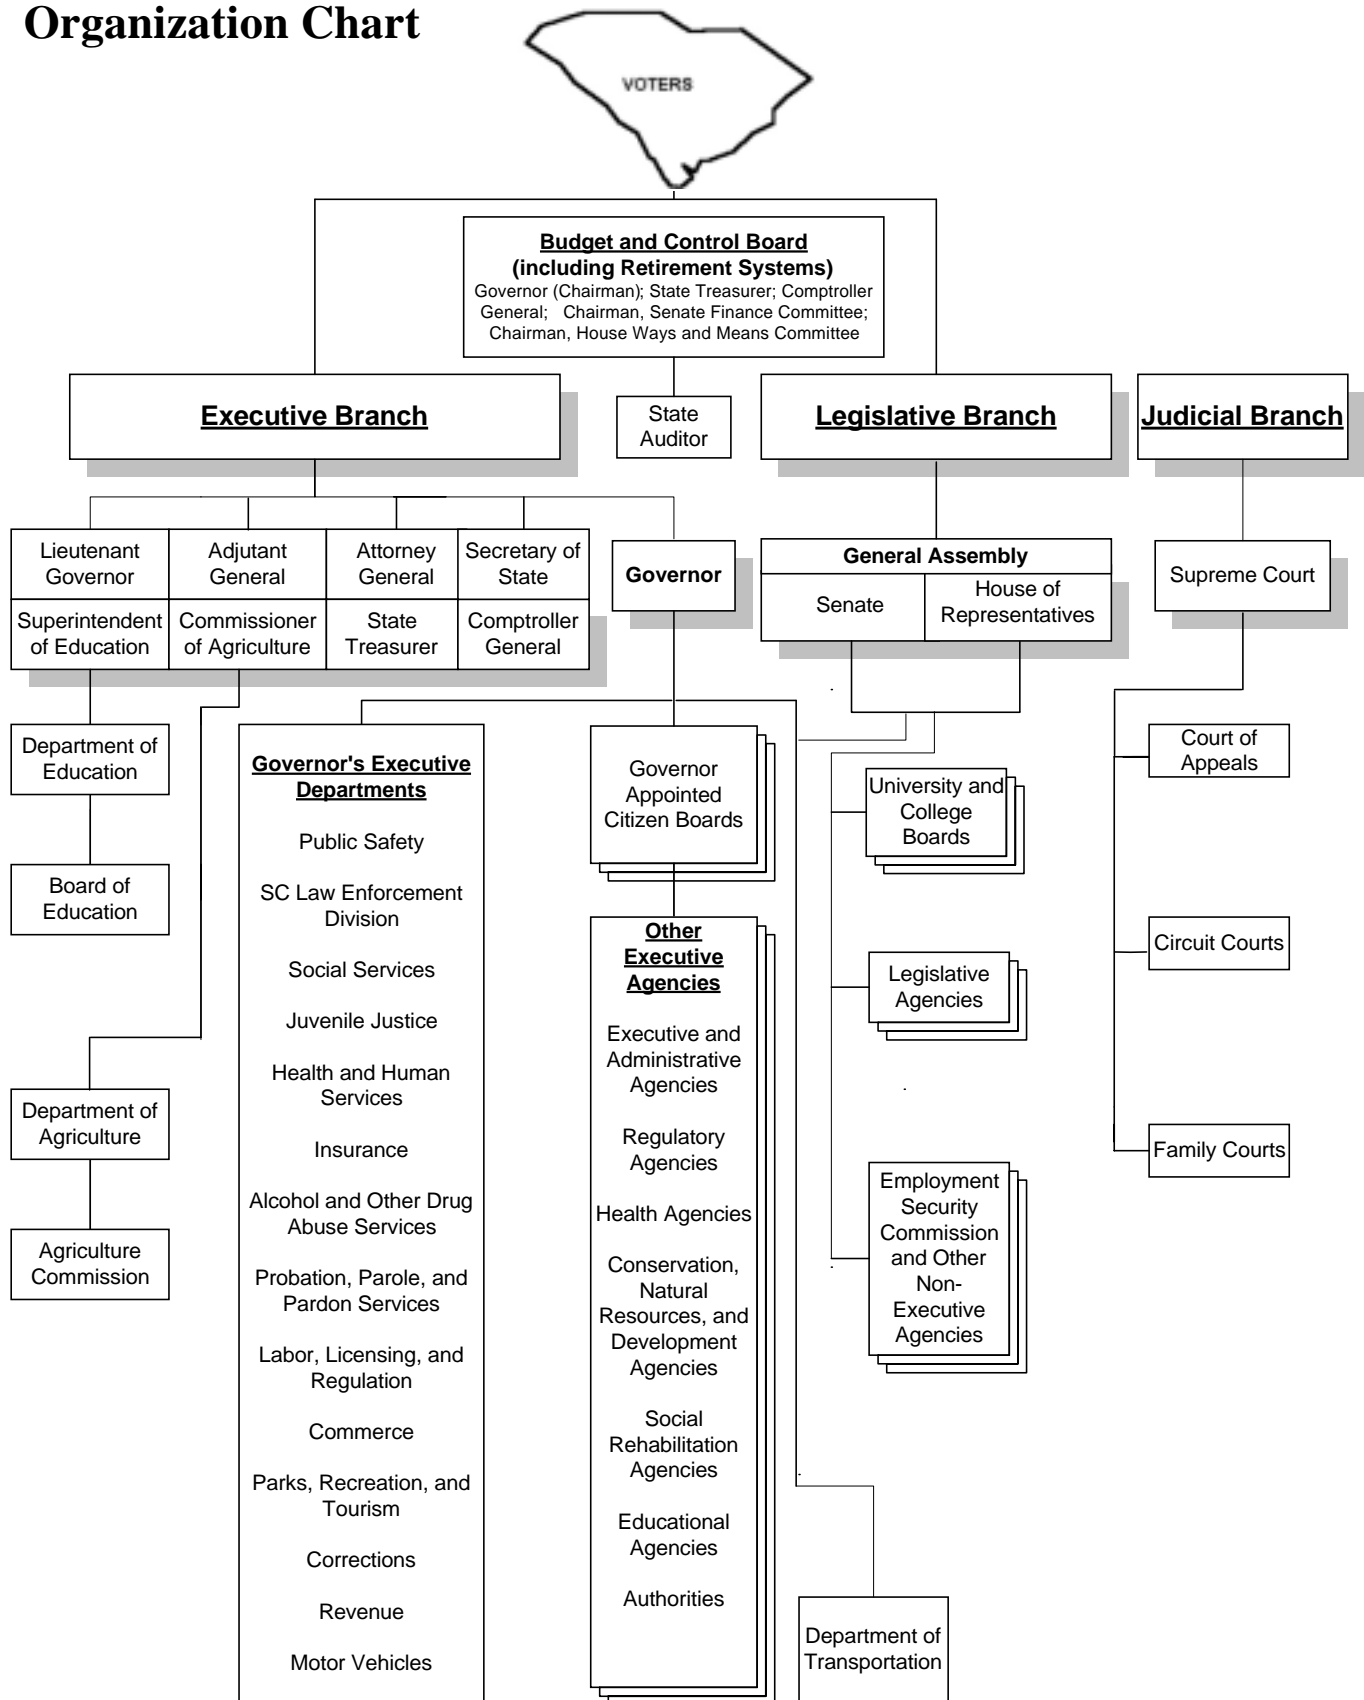 Organization Chart
VOTERS
Budget and Control Board
(including Retirement Systems)
Governor (Chairman); State Treasurer; Comptroller
General; Chairman, Senate Finance Committee;
Chairman, House Ways and Means Committee
Executive Branch
State
Auditor
Legislative Branch
Judicial Branch
Lieutenant
Governor
Adjutant
General
Attorney
General
Secretary of
State
Superintendent
of Education
Commissioner
of Agriculture
State
Treasurer
Comptroller
General
Governor
General Assembly
Senate
House of
Representatives
Supreme Court
Department of
Education
Board of
Education
Department of
Agriculture
Agriculture
Commission
Governor's Executive
Departments
Public Safety
SC Law Enforcement
Division
Social Services
Juvenile Justice
Health and Human
Services
Insurance
Alcohol and Other Drug
Abuse Services
Probation, Parole, and
Pardon Services
Labor, Licensing, and
Regulation
Commerce
Parks, Recreation, and
Tourism
Corrections
Revenue
Motor Vehicles
Governor
Appointed
Citizen Boards
Other
Executive
Agencies
Executive and
Administrative
Agencies
Regulatory
Agencies
Health Agencies
Conservation,
Natural
Resources, and
Development
Agencies
Social
Rehabilitation
Agencies
Educational
Agencies
Authorities
University and
College
Boards
Legislative
Agencies
Employment
Security
Commission
and Other
Non-
Executive
Agencies
Department of
Transportation
Court of
Appeals
Circuit Courts
Family Courts